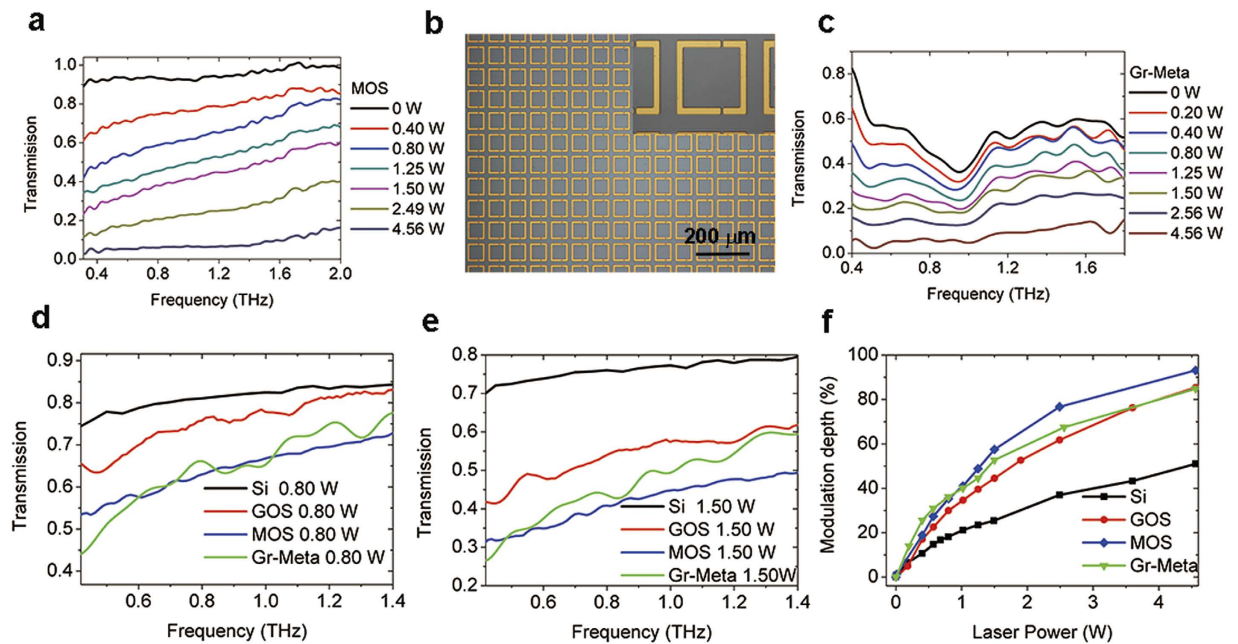 a
Transmisison
1.0
0.8
0.6
0.4
0.2
0.0
0.4 0.8 1.2 1.6 2.0
Frequency (THz)
MOS
0 W
0.40 W
0.80 W
1.25 W
1.50 W
2.49 W
4.56 W
b
200 μm
c
Transmission
0.8
0.6
0.4
0.2
0.0
0.4 0.8 1.2 1.6
Frequency (THz)
Gr-Meta
0 W
0.20 W
0.40 W
0.80 W
1.25 W
1.50 W
2.56 W
4.56 W
d
Transmission
0.9
0.8
0.7
0.6
0.5
0.4
0.6 0.8 1.0 1.2 1.4
Frequency (THz)
Si 0.80 W
GOS 0.80 W
MOS 0.80 W
Gr-Meta 0.80 W
e
Transmission
0.8
0.7
0.6
0.5
0.4
0.3
0.2
0.6 0.8 1.0 1.2 1.4
Frequency (THz)
Si 1.50 W
GOS 1.50 W
MOS 1.50 W
Gr-Meta 1.50W
f
Modulation depth (%)
100
80
60
40
20
0
0 1 2 3 4
Laser Power (W)
Si
GOS
MOS
Gr-Meta